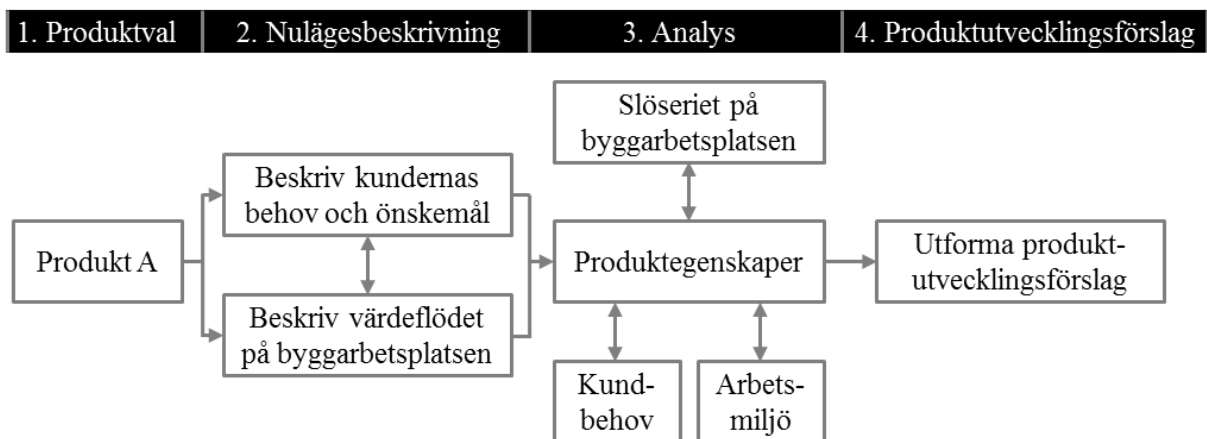 1. Produktval
2. Nulägesbeskrivning
3. Analys
4. Produktutvecklingsförslag
Produkt A
Beskriv kundernas
behov och önskemål
Beskriv värdeflödet
på byggarbetsplatsen
Slöseriet på
byggarbetsplatsen
Produktegenskaper
Kund-
behov
Arbets-
miljö
Utforma produkt-
utvecklingsförslag